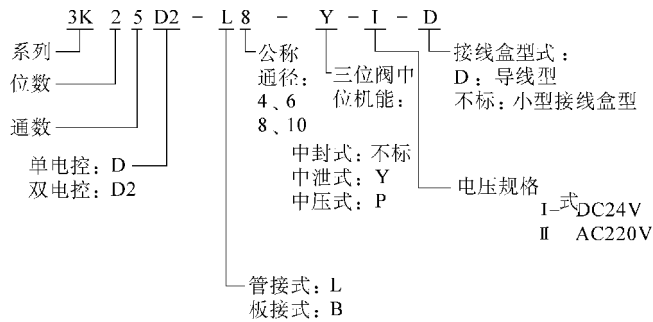 3K 2 5 D2 - L 8 - Y - I - D
系列
位数
通数
单电控：D
双电控：D2
公称
通径：
4、6
8、10
三位阀中
位机能：
中封式：不标
中泄式：Y
中压式：P
接线盒型式：
D：导线型
不标：小型接线盒型
电压规格
I-式DC24V
II AC220V
管接式：L
板接式：B